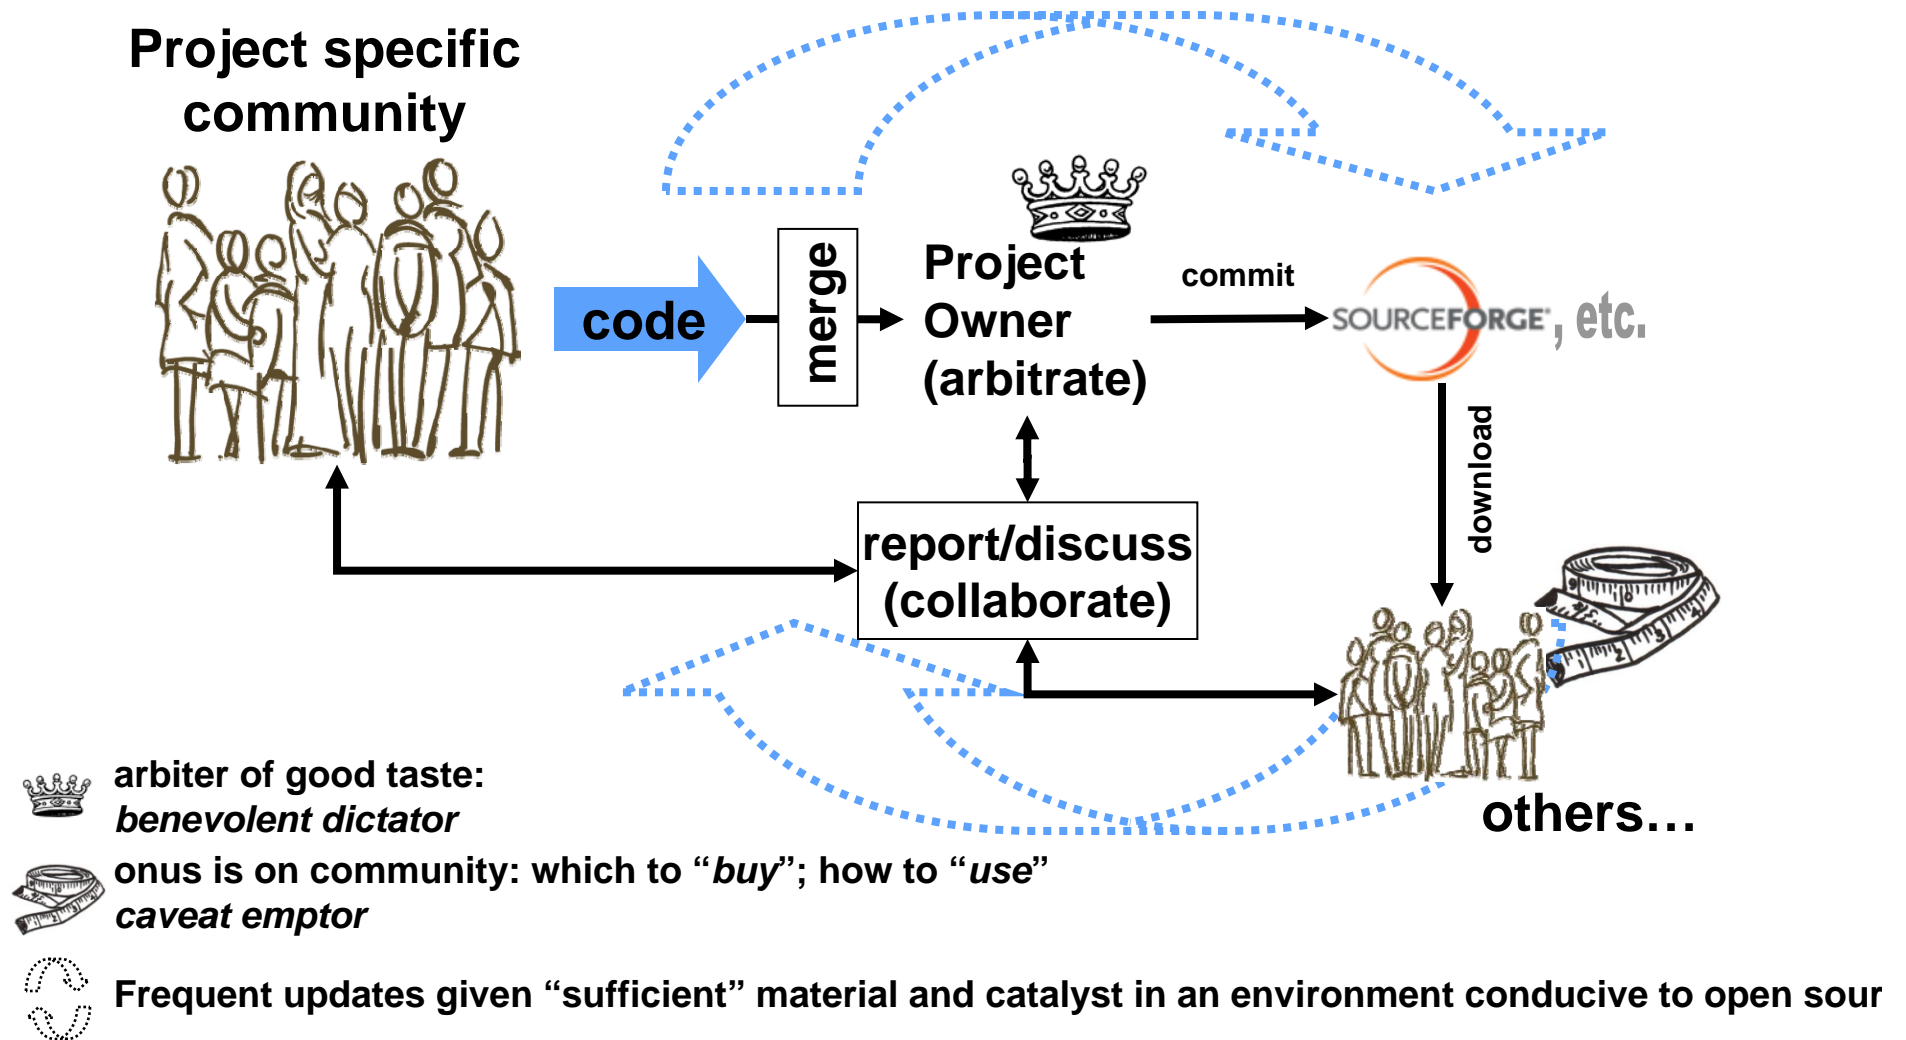 Project specific
community
code
merge
Project
Owner
(arbitrate)
commit
SOURCEFORGE®, etc.
download
report/discuss
(collaborate)
others…
arbiter of good taste:
benevolent dictator
onus is on community: which to “buy”; how to “use”
caveat emptor
Frequent updates given “sufficient” material and catalyst in an environment conducive to open sour